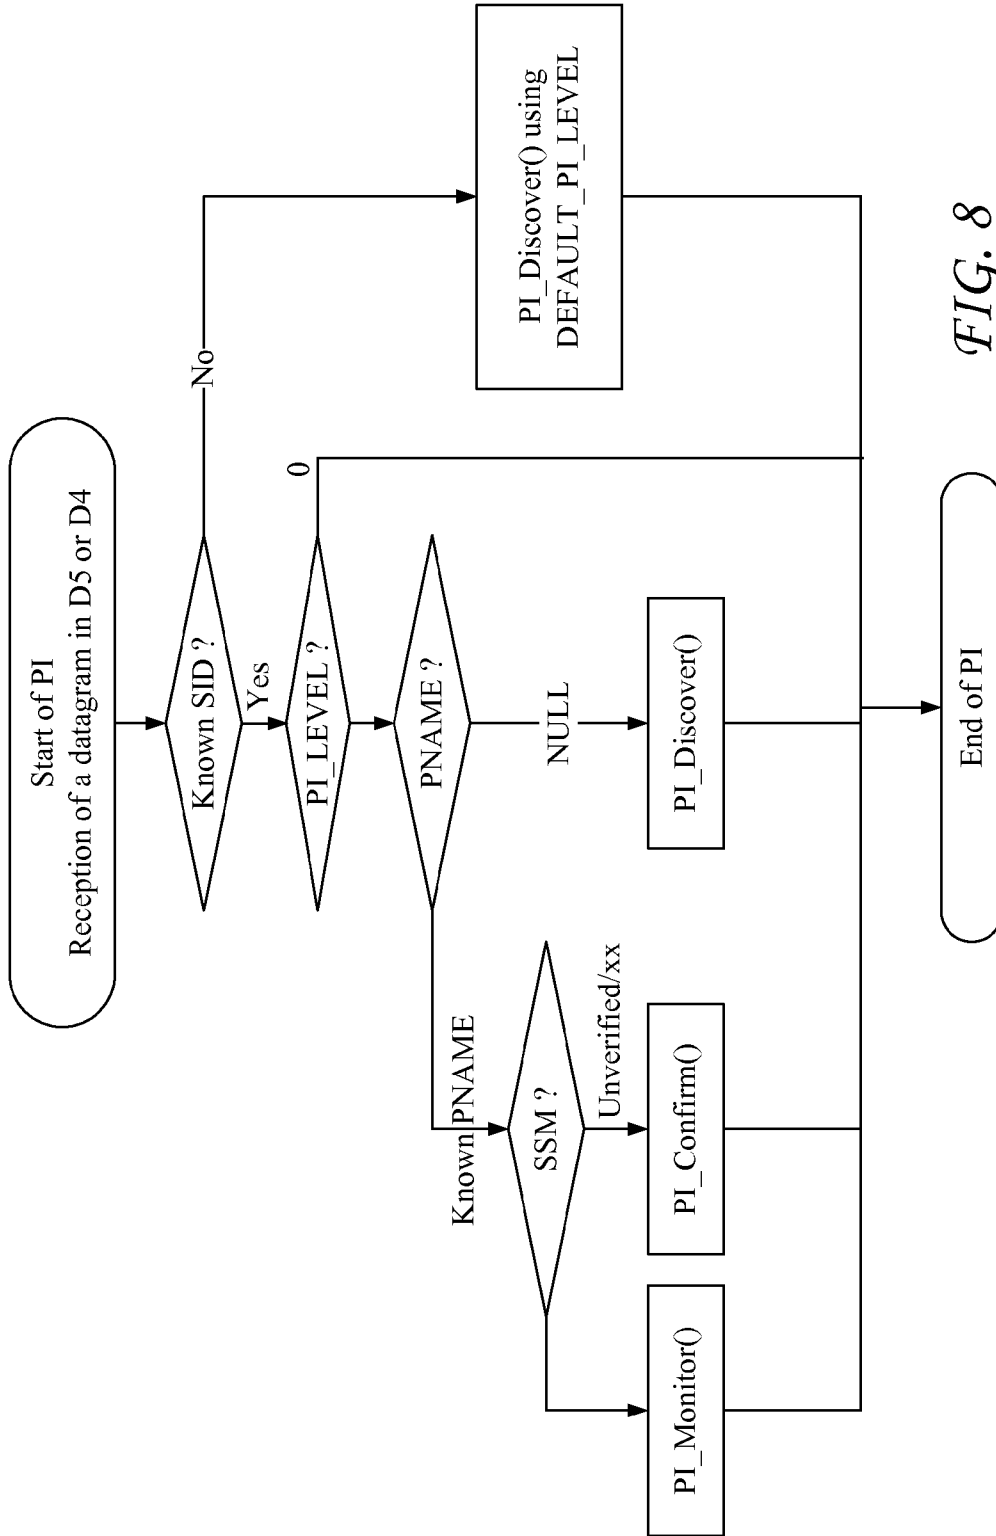 Start of PI
Reception of a datagram in D5 or D4
Known SID ?
No
Yes
PI_LEVEL ?
0
PNAME ?
Known PNAME
NULL
SSM ?
Unverified/xx
PI_Monitor()
PI_Confirm()
PI_Discover()
PI_Discover() using
DEFAULT_PI_LEVEL
End of PI
FIG. 8